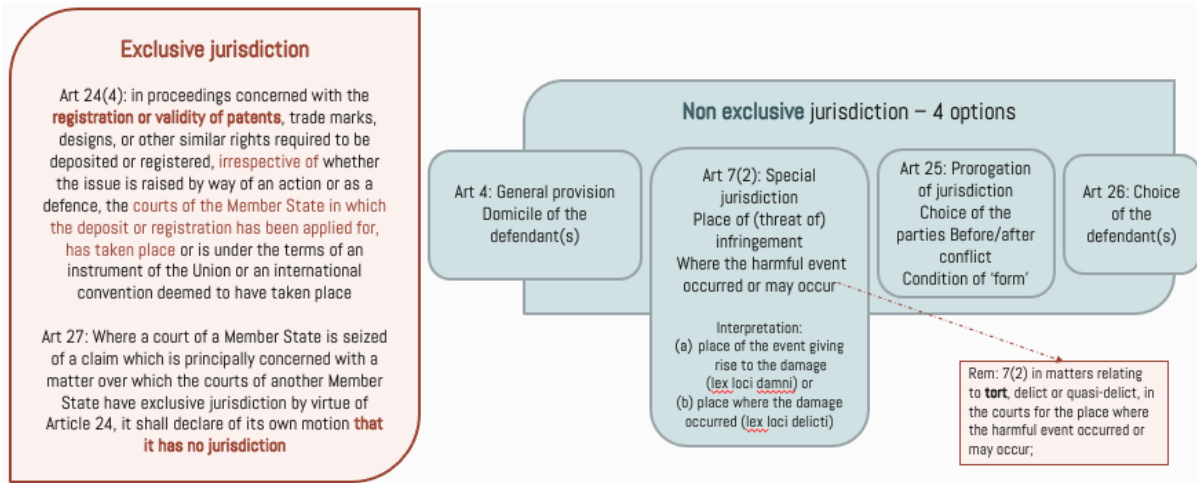 Exclusive jurisdiction
Art 24(4): in proceedings concerned with the
registration or validity of patents, trade marks,
designs, or other similar rights required to be
deposited or registered, irrespective of whether
the issue is raised by way of an action or as a
defence, the courts of the Member State in which
the deposit or registration has been applied for,
has taken place or is under the terms of an
instrument of the Union or an international
convention deemed to have taken place
Art 27: Where a court of a Member State is seized
of a claim which is principally concerned with a
matter over which the courts of another Member
State have exclusive jurisdiction by virtue of
Article 24, it shall declare of its own motion that
it has no jurisdiction
Non exclusive jurisdiction – 4 options
Art 4: General provision
Domicile of the
defendant(s)
Art 7(2): Special
jurisdiction
Place of (threat of)
infringement
Where the harmful event
occurred or may occur
Interpretation:
(a) place of the event giving
rise to the damage
(lex loci damni) or
(b) place where the damage
occurred (lex loci delicti)
Art 25: Prorogation
of jurisdiction
Choice of the
parties Before/after
conflict
Condition of ‘form’
Art 26: Choice
of the
defendant(s)
Rem: 7(2) in matters relating
to tort, delict or quasi-delict, in
the courts for the place where
the harmful event occurred or
may occur;